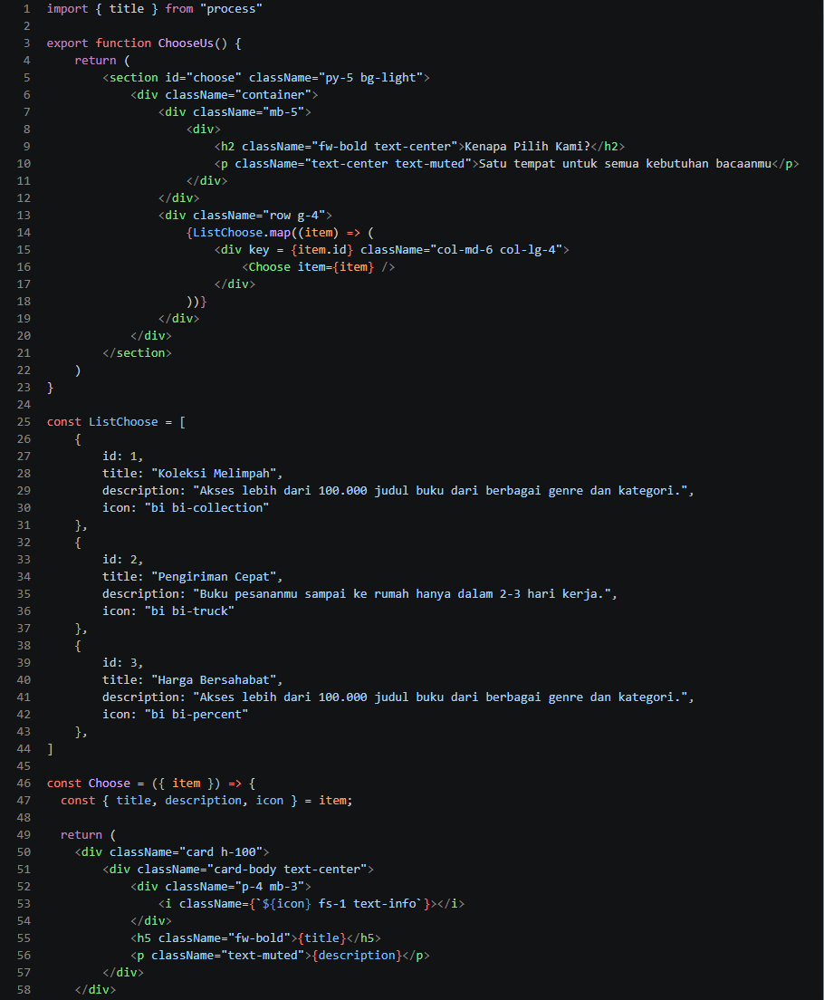 1 import { title } from "process"
2
3 export function ChooseUs() {
4     return (
5         <section id="choose" className="py-5 bg-light">
6             <div className="container">
7                 <div className="mb-5">
8                     <div>
9                         <h2 className="fw-bold text-center">Kenapa Pilih Kami?</h2>
10                         <p className="text-center text-muted">Satu tempat untuk semua kebutuhan bacaanmu</p>
11                     </div>
12                 </div>
13                 <div className="row g-4">
14                     {ListChoose.map((item) => (
15                         <div key = {item.id} className="col-md-6 col-lg-4">
16                             <Choose item={item} />
17                         </div>
18                     ))}
19                 </div>
20             </div>
21         </section>
22     )
23 }
24
25 const ListChoose = [
26     {
27         id: 1,
28         title: "Koleksi Melimpah",
29         description: "Akses lebih dari 100.000 judul buku dari berbagai genre dan kategori.",
30         icon: "bi bi-collection"
31     },
32     {
33         id: 2,
34         title: "Pengiriman Cepat",
35         description: "Buku pesananmu sampai ke rumah hanya dalam 2-3 hari kerja.",
36         icon: "bi bi-truck"
37     },
38     {
39         id: 3,
40         title: "Harga Bersahabat",
41         description: "Akses lebih dari 100.000 judul buku dari berbagai genre dan kategori.",
42         icon: "bi bi-percent"
43     },
44 ]
45
46 const Choose = ({ item }) => {
47   const { title, description, icon } = item;
48
49   return (
50     <div className="card h-100">
51         <div className="card-body text-center">
52             <div className="p-4 mb-3">
53                 <i className={`${icon} fs-1 text-info`}></i>
54             </div>
55             <h5 className="fw-bold">{title}</h5>
56             <p className="text-muted">{description}</p>
57         </div>
58     </div>